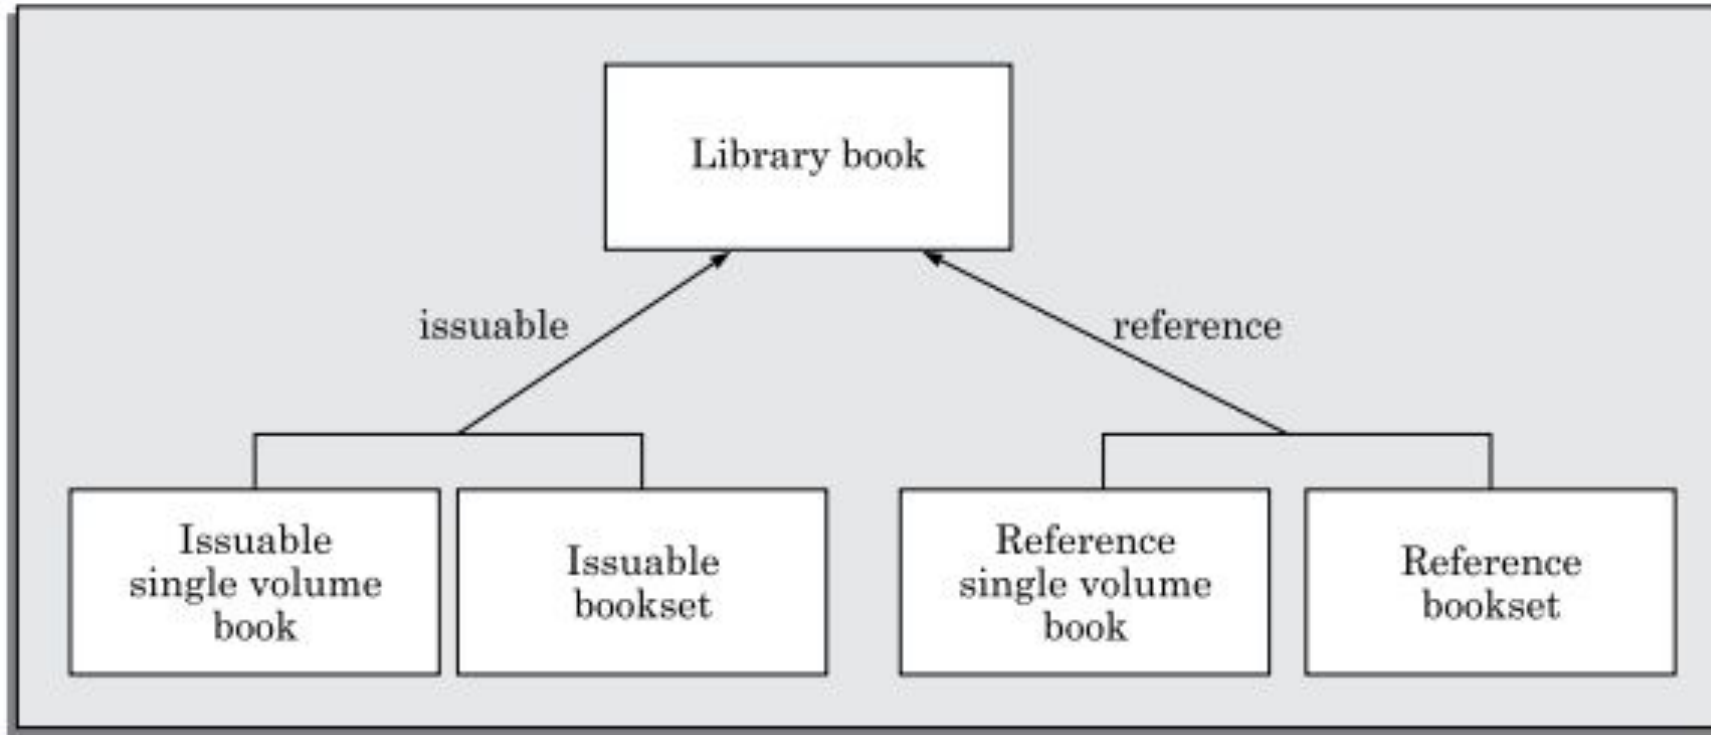 Library book
issuable
reference
Issuable
single volume
book
Issuable
bookset
Reference
single volume
book
Reference
bookset